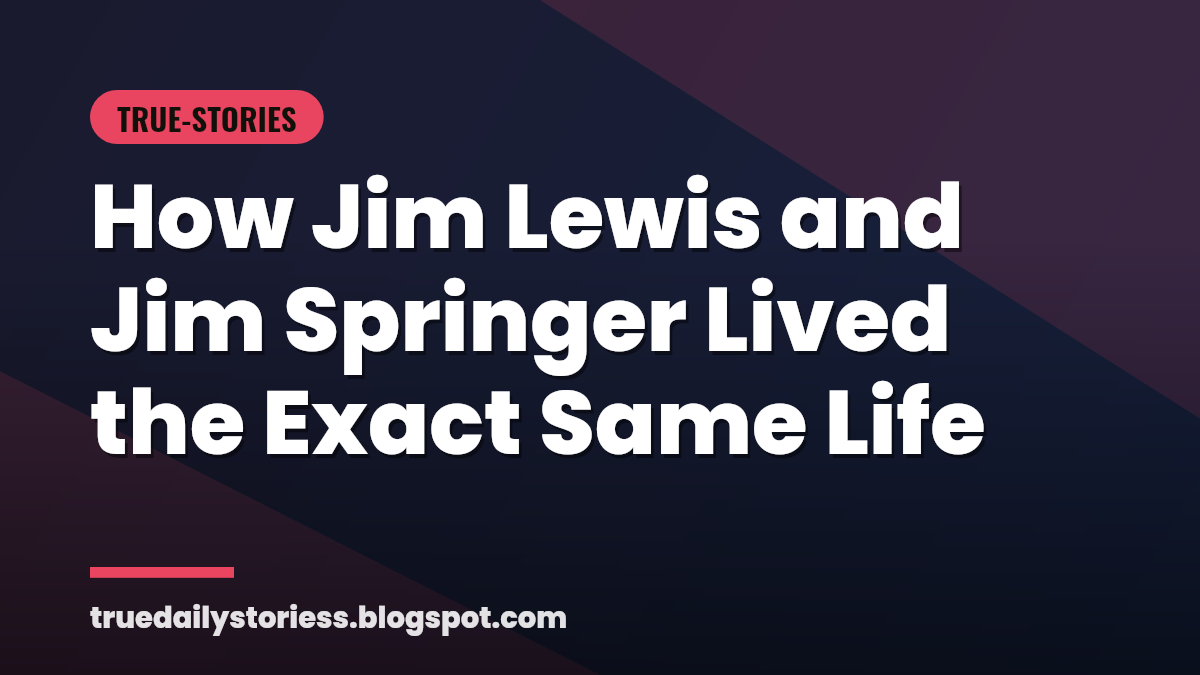 TRUE-STORIES
How Jim Lewis and
Jim Springer Lived
the Exact Same Life
truedailystoriess.blogspot.com